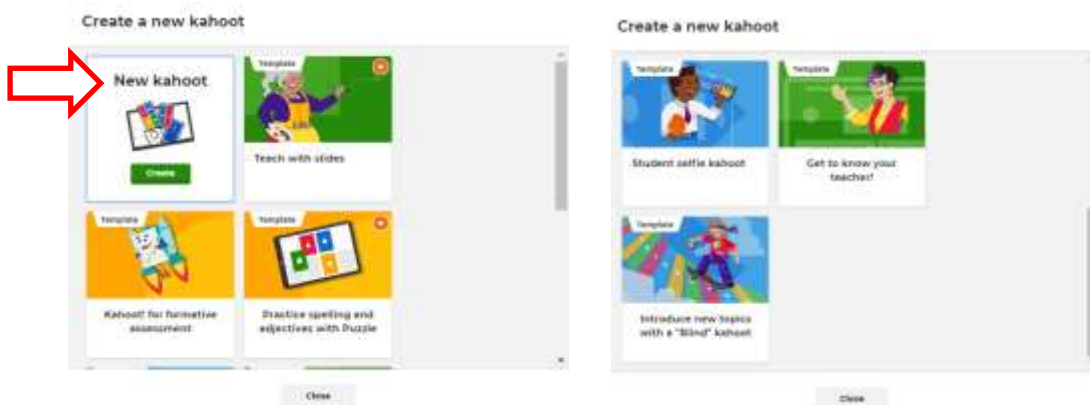 Create a new kahoot
New kahoot
Create
Template
Teach with slides
Template
Kahoot! for formative
assessment
Template
Practice spelling and
adjectives with Puzzle
Close
Create a new kahoot
Template
Student selfie kahoot
Template
Get to know your
teacher!
Template
Introduce new topics
with a "Blind" kahoot
Close